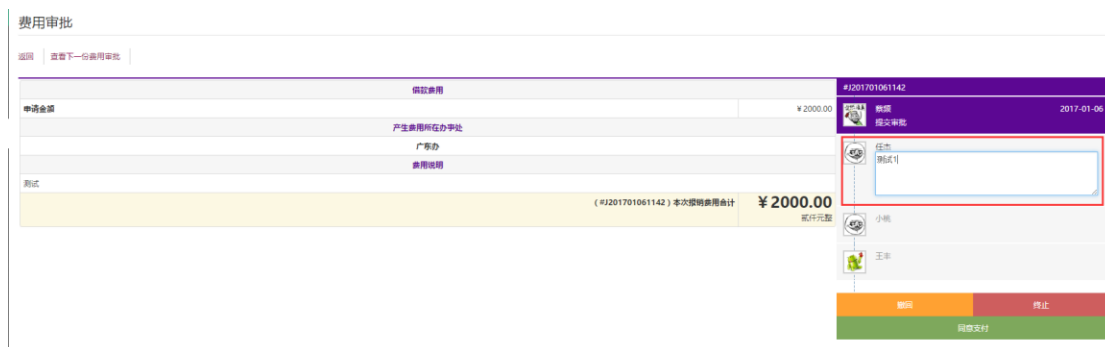 费用审批
返回 查看下一份费用审批
借款费用
申请金额 ¥2000.00
产生费用所在办事处
广东办
费用说明
测试
(#J201701061142)本次报销费用合计 ¥2000.00
贰仟元整
#J201701061142
2017-01-06
提交审批
任杰
测试1
小桃
王丰
撤回 终止
同意支付